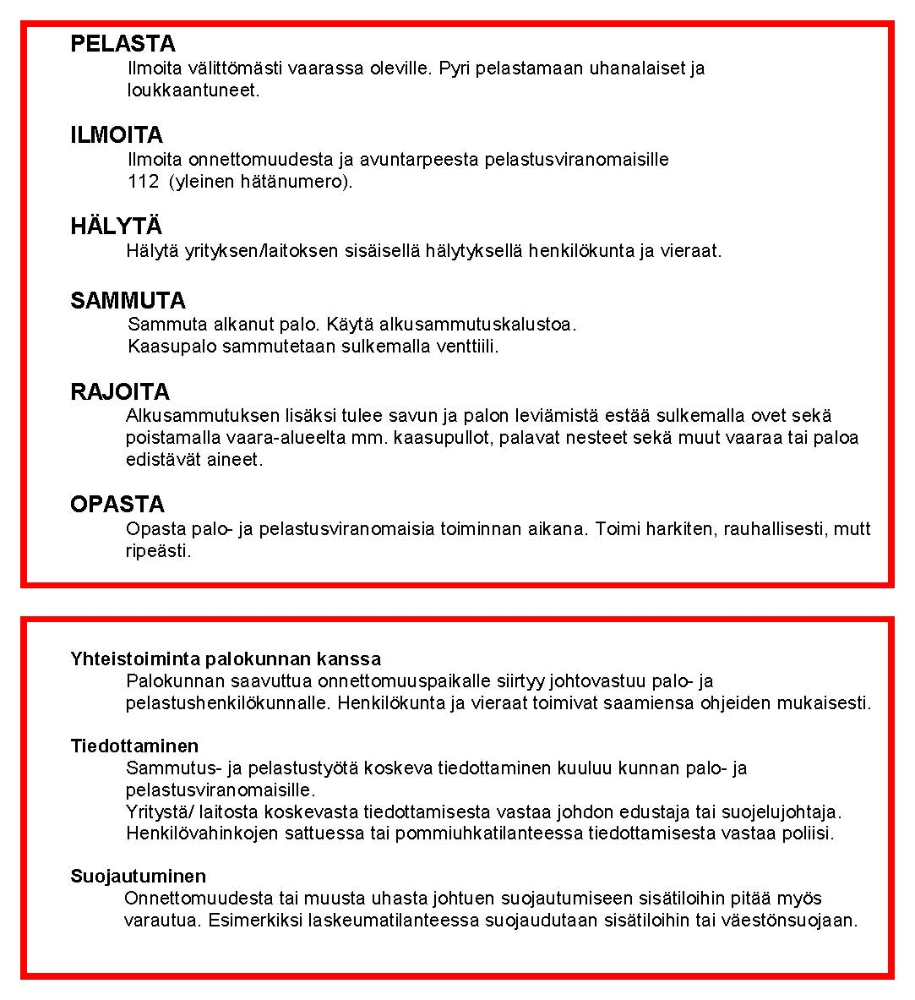 PELASTA
Ilmoita välittömästi vaarassa oleville. Pyri pelastamaan uhanalaiset ja
loukkaantuneet.
ILMOITA
Ilmoita onnettomuudesta ja avuntarpeesta pelastusviranomaisille
112 (yleinen hätänumero).
HÄLYTÄ
Hälytä yrityksen/laitoksen sisäisellä hälytyksellä henkilökunta ja vieraat.
SAMMUTA
Sammuta alkanut palo. Käytä alkusammutuskalustoa.
Kaasupalo sammutetaan sulkemalla venttiili.
RAJOITA
Alkusammutuksen lisäksi tulee savun ja palon leviämistä estää sulkemalla ovet sekä
poistamalla vaara-alueelta mm. kaasupullot, palavat nesteet sekä muut vaaraa tai paloa
edistävät aineet.
OPASTA
Opasta palo- ja pelastusviranomaisia toiminnan aikana. Toimi harkiten, rauhallisesti, mutt
ripeästi.
Yhteistoiminta palokunnan kanssa
Palokunnan saavuttua onnettomuuspaikalle siirtyy johtovastuu palo- ja
pelastushenkilökunnalle. Henkilökunta ja vieraat toimivat saamiensa ohjeiden mukaisesti.
Tiedottaminen
Sammutus- ja pelastustyötä koskeva tiedottaminen kuuluu kunnan palo- ja
pelastusviranomaisille.
Yritystä/ laitosta koskevasta tiedottamisesta vastaa johdon edustaja tai suojelujohtaja.
Henkilövahinkojen sattuessa tai pommiuhkatilanteessa tiedottamisesta vastaa poliisi.
Suojautuminen
Onnettomuudesta tai muusta uhasta johtuen suojautumiseen sisätiloihin pitää myös
varautua. Esimerkiksi laskeumatilanteessa suojaudutaan sisätiloihin tai väestönsuojaan.